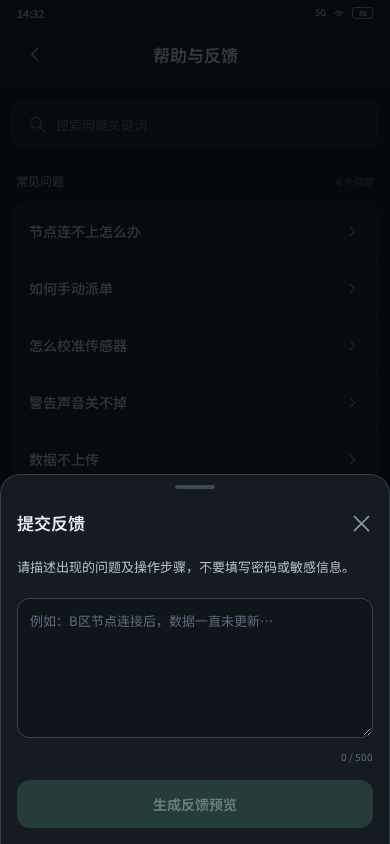 14:32
5G
86
帮助与反馈
搜索问题关键词
常见问题
6 个问题
节点连不上怎么办
如何手动派单
怎么校准传感器
警告声音关不掉
数据不上传
提交反馈
请描述出现的问题及操作步骤，不要填写密码或敏感信息。
例如：B区节点连接后，数据一直未更新…
0 / 500
生成反馈预览